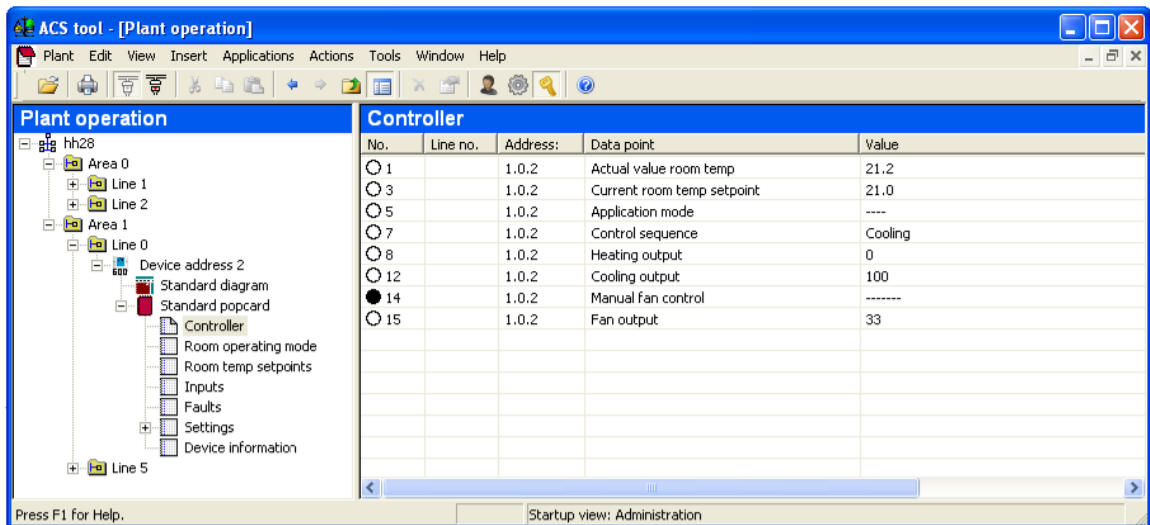 ACS tool - [Plant operation]
Plant Edit View Insert Applications Actions Tools Window Help
Plant operation
hh28
Area 0
Line 1
Line 2
Area 1
Line 0
Device address 2
Standard diagram
Standard popcard
Controller
Room operating mode
Room temp setpoints
Inputs
Faults
Settings
Device information
Line 5
Controller
No. Line no. Address: Data point Value
1 1.0.2 Actual value room temp 21.2
3 1.0.2 Current room temp setpoint 21.0
5 1.0.2 Application mode ----
7 1.0.2 Control sequence Cooling
8 1.0.2 Heating output 0
12 1.0.2 Cooling output 100
14 1.0.2 Manual fan control -------
15 1.0.2 Fan output 33
Press F1 for Help. Startup view: Administration